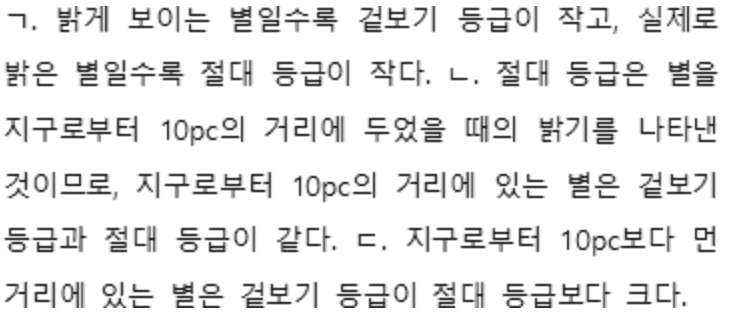 ㄱ. 밝게 보이는 별일수록 겉보기 등급이 작고, 실제로
밝은 별일수록 절대 등급이 작다. ㄴ. 절대 등급은 별을
지구로부터 10pc의 거리에 두었을 때의 밝기를 나타낸
것이므로, 지구로부터 10pc의 거리에 있는 별은 겉보기
등급과 절대 등급이 같다. ㄷ. 지구로부터 10pc보다 먼
거리에 있는 별은 겉보기 등급이 절대 등급보다 크다.